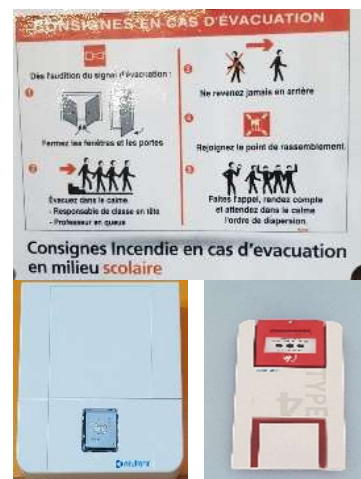 CONSIGNES EN CAS D'ÉVACUATION
Dès l'audition du signal d'évacuation :
1
Fermez les fenêtres et les portes
2
Évacuez dans le calme.
- Responsable de classe en tête
- Professeur en queue
3
Ne revenez jamais en arrière
4
Rejoignez le point de rassemblement.
5
Faites l'appel, rendez compte
et attendez dans le calme
l'ordre de dispersion.
Consignes Incendie en cas d'evacuation
en milieu scolaire
TYPE
4